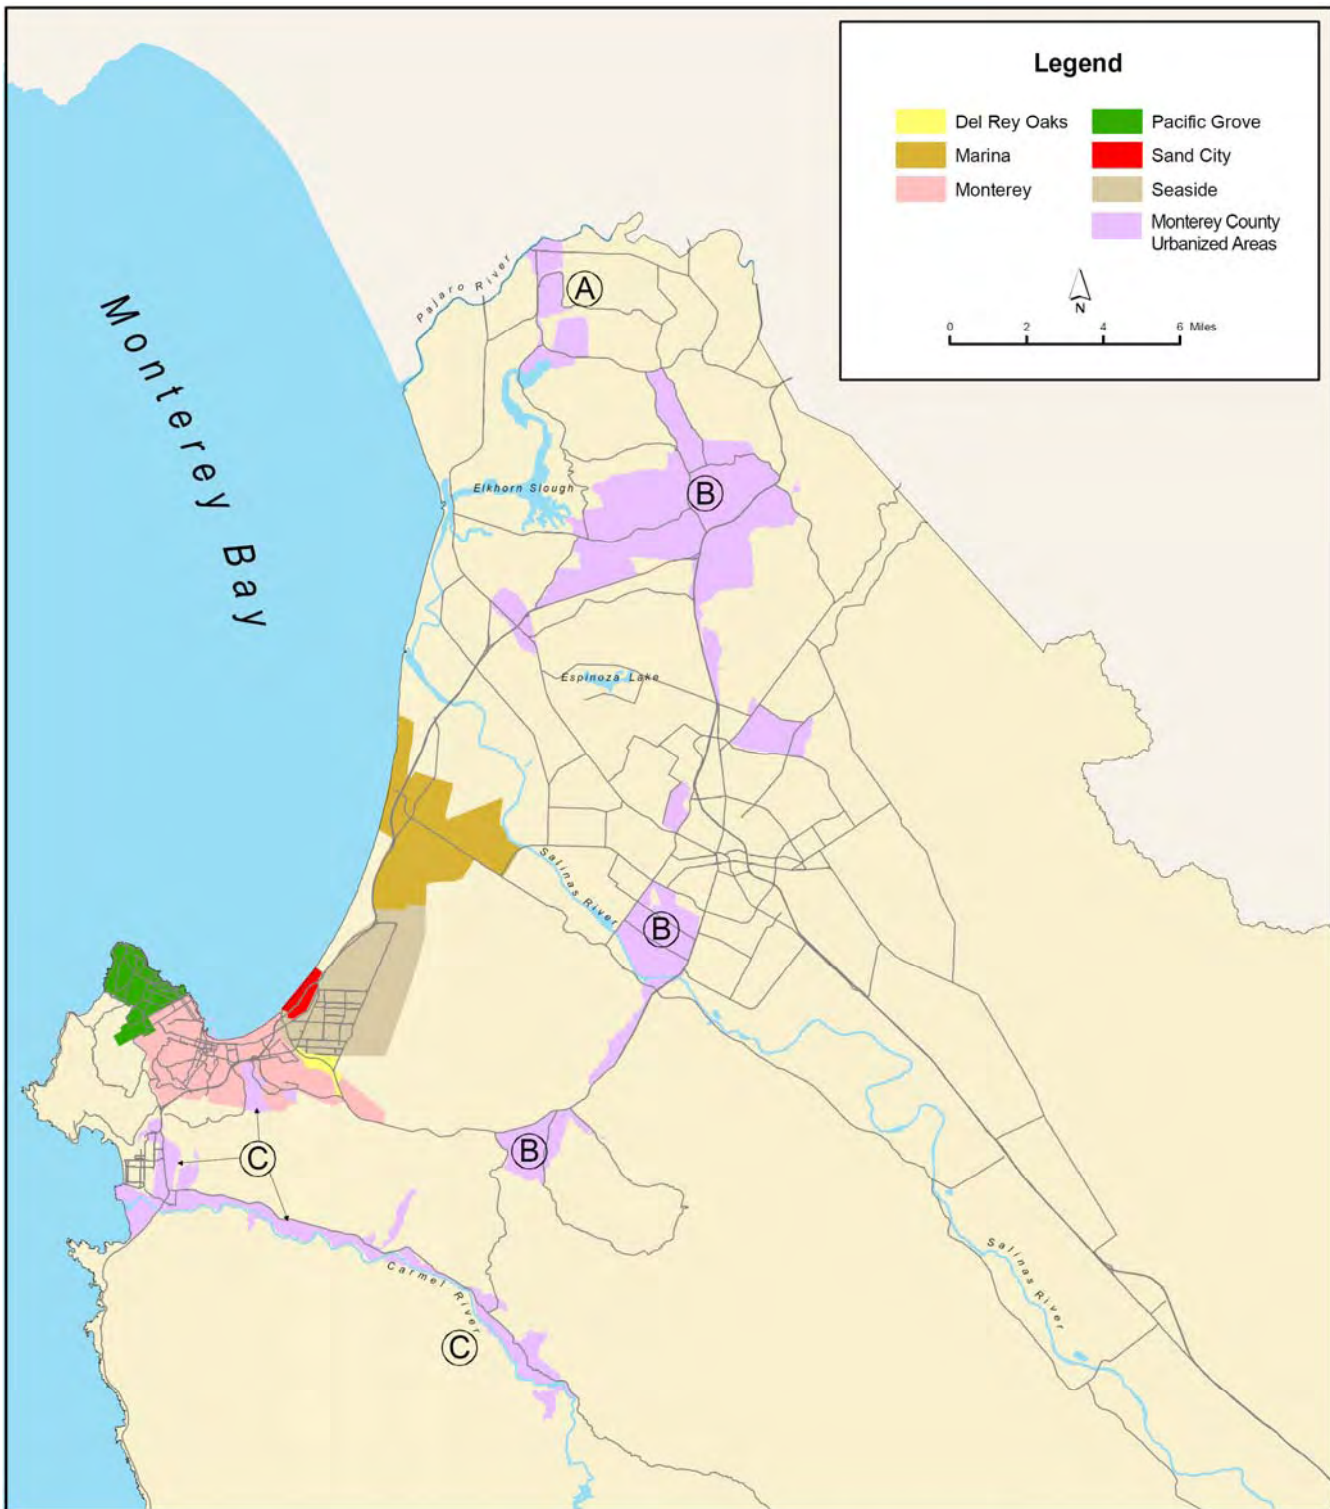 Legend
Del Rey Oaks
Pacific Grove
Marina
Sand City
Monterey
Seaside
Monterey County
Urbanized Areas
N
0 2 4 6 Miles
Pajaro River
A
Monterey Bay
Elkhorn Slough
B
Espinoza Lake
Salinas River
B
B
C
Carmel River
Salinas River
C